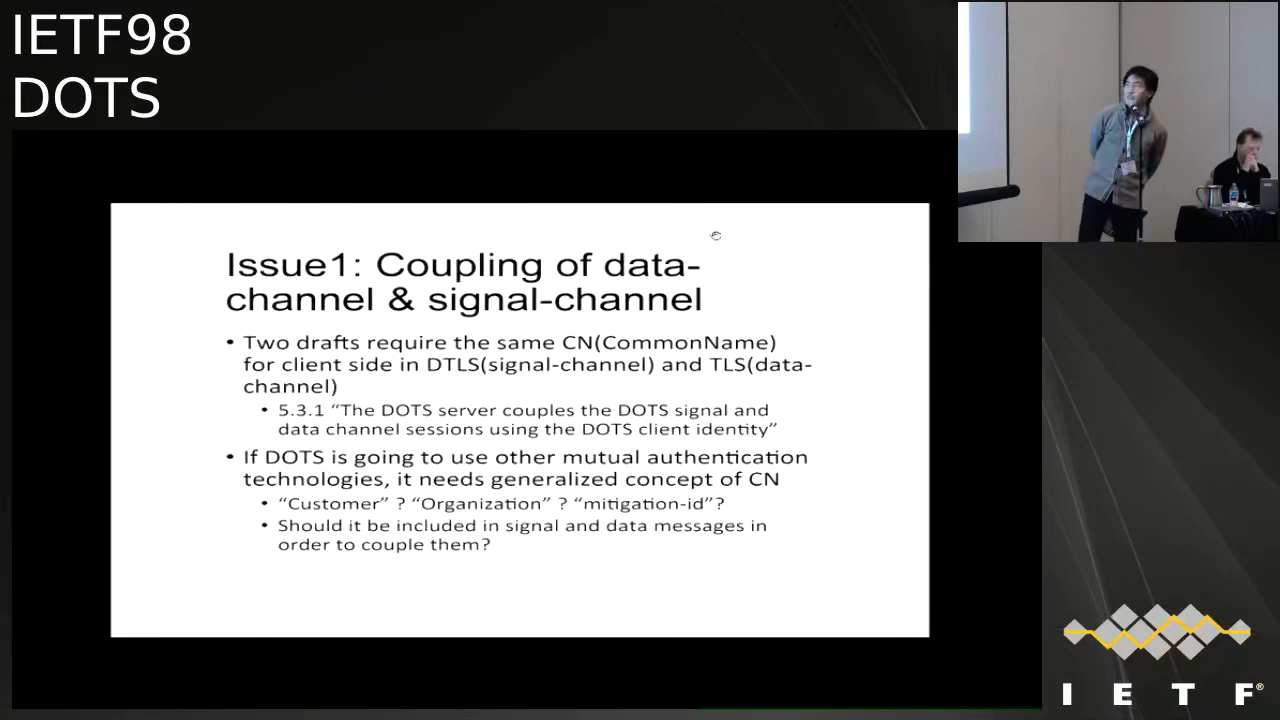 IETF98
DOTS
Issue1: Coupling of data-
channel & signal-channel
• Two drafts require the same CN(CommonName)
for client side in DTLS(signal-channel) and TLS(data-
channel)
• 5.3.1 “The DOTS server couples the DOTS signal and
data channel sessions using the DOTS client identity”
• If DOTS is going to use other mutual authentication
technologies, it needs generalized concept of CN
• “Customer” ? “Organization” ? “mitigation-id”?
• Should it be included in signal and data messages in
order to couple them?
I E T F®